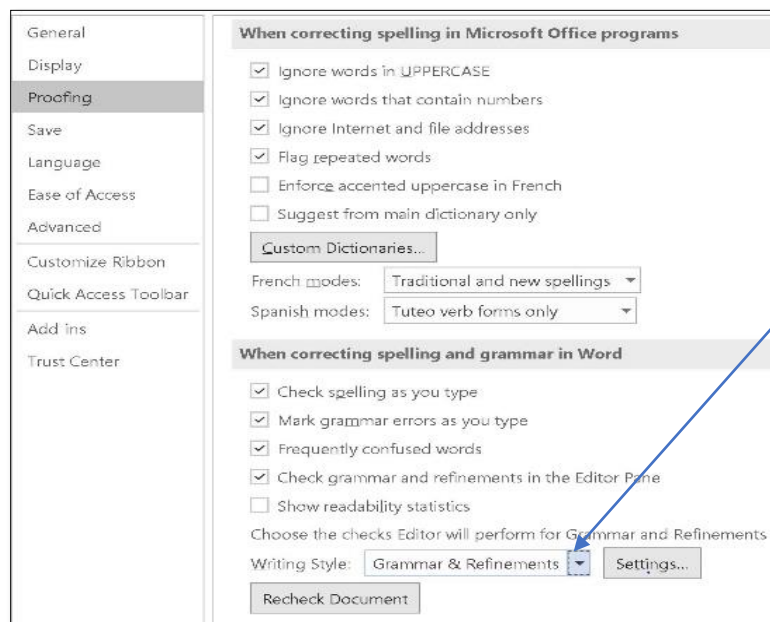 General
Display
Proofing
Save
Language
Ease of Access
Advanced
Customize Ribbon
Quick Access Toolbar
Add ins
Trust Center
When correcting spelling in Microsoft Office programs
Ignore words in UPPERCASE
Ignore words that contain numbers
Ignore Internet and file addresses
Flag repeated words
Enforce accented uppercase in French
Suggest from main dictionary only
Custom Dictionaries...
French modes: Traditional and new spellings
Spanish modes: Tuteo verb forms only
When correcting spelling and grammar in Word
Check spelling as you type
Mark grammar errors as you type
Frequently confused words
Check grammar and refinements in the Editor Pane
Show readability statistics
Choose the checks Editor will perform for Grammar and Refinements
Writing Style: Grammar & Refinements Settings...
Recheck Document